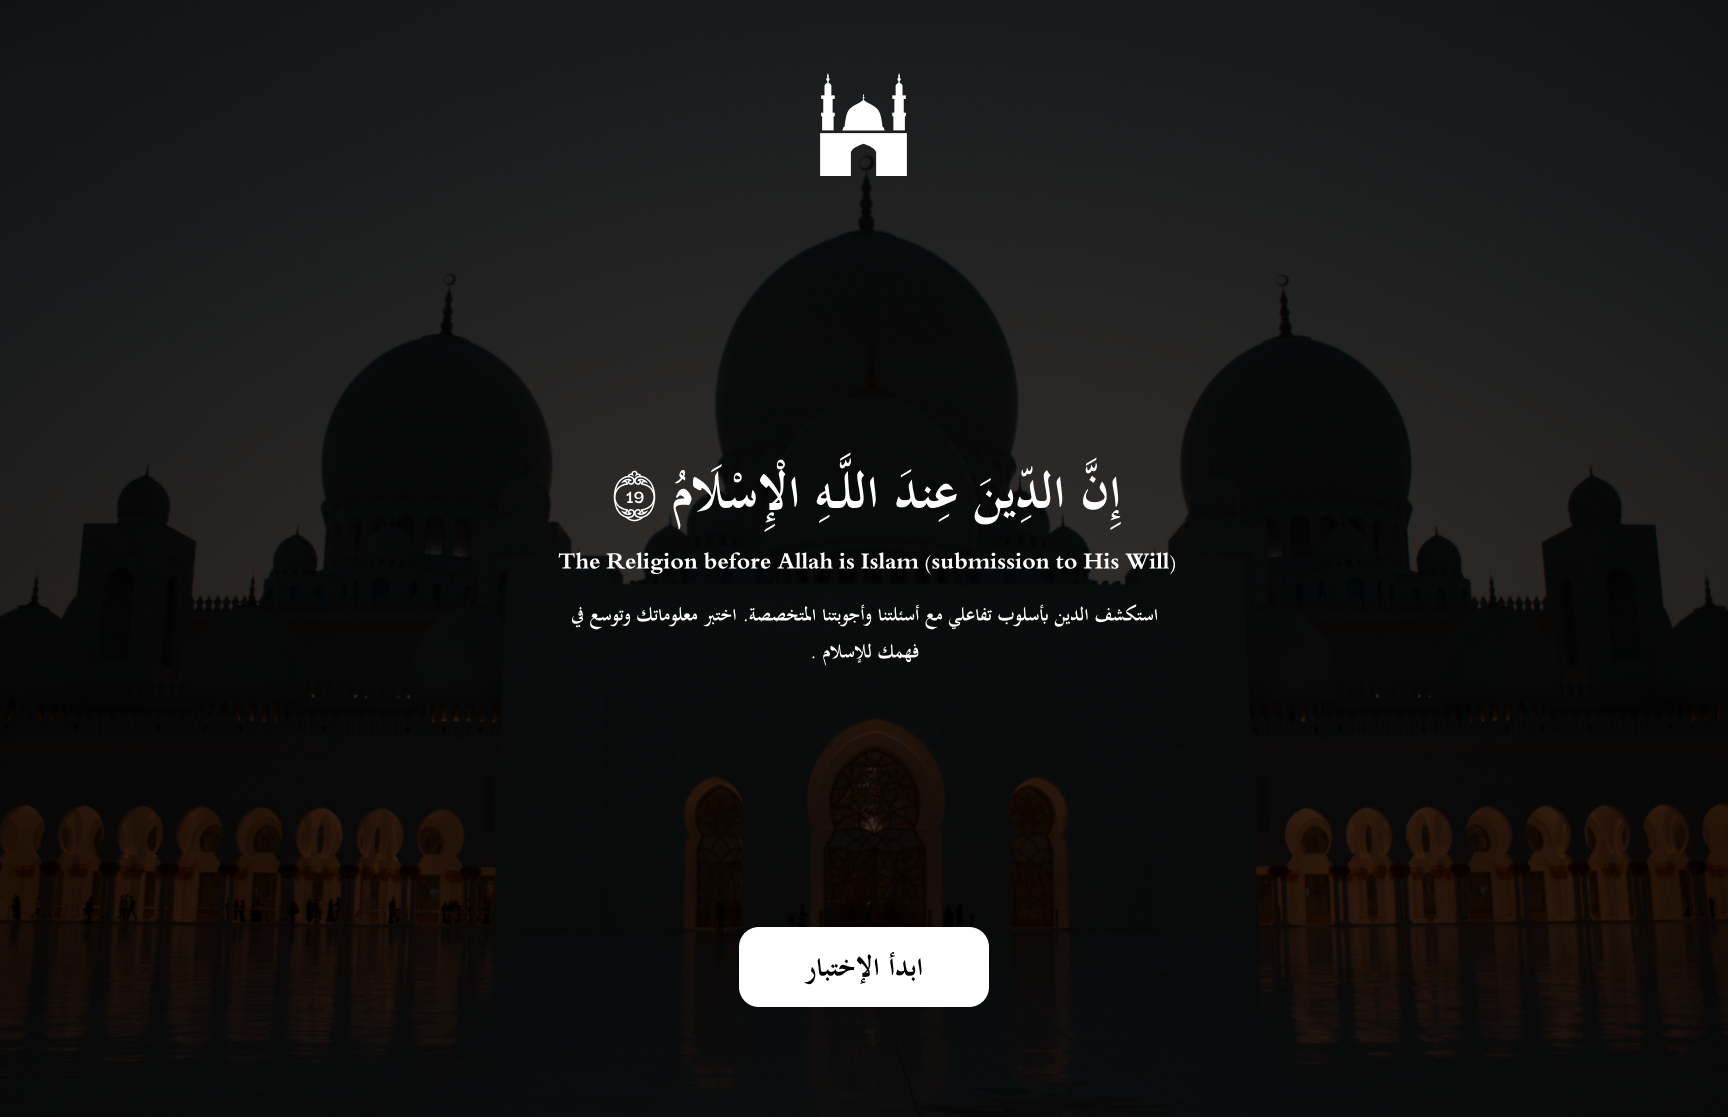 إِنَّ الدِّينَ عِندَ اللَّـهِ الْإِسْلَامُ ۝19
The Religion before Allah is Islam (submission to His Will)
استكشف الدين بأسلوب تفاعلي مع أسئلتنا وأجوبتنا المتخصصة. اختبر معلوماتك وتوسع في
فهمك للإسلام .
ابدأ الإختبار